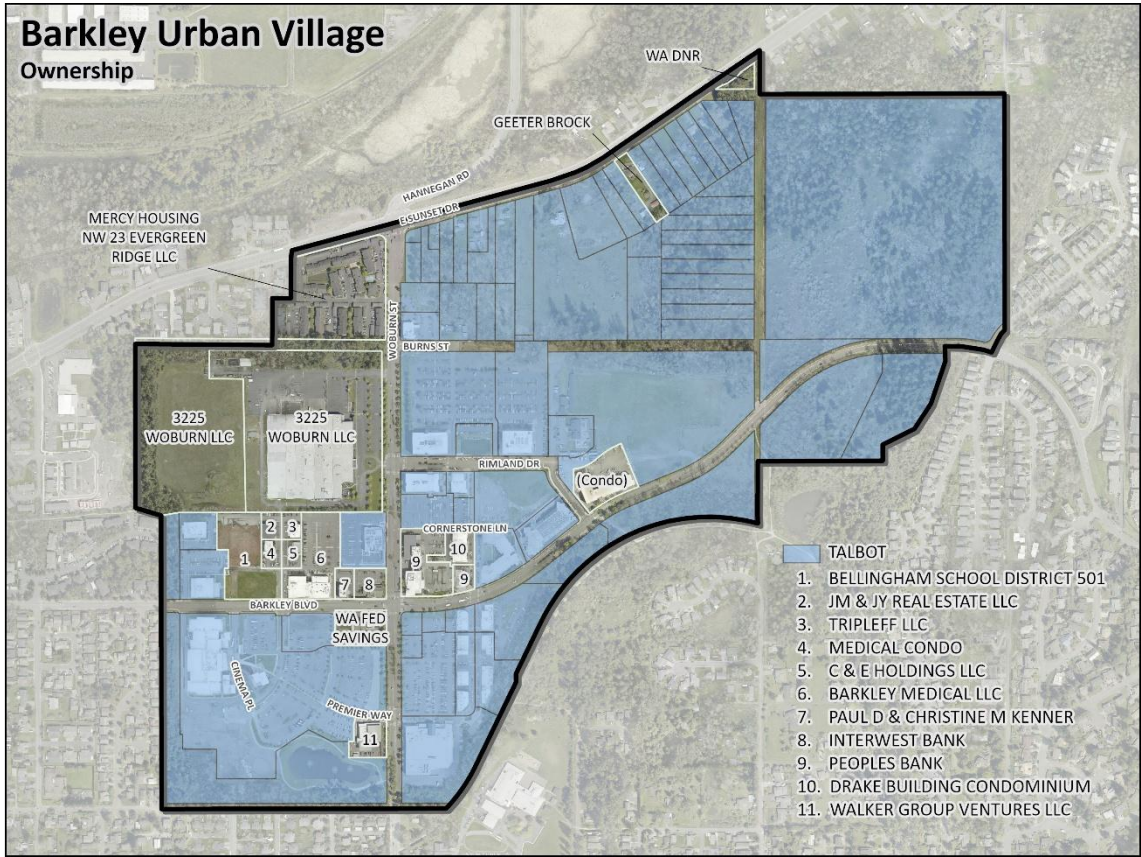 Barkley Urban Village
Ownership
WA DNR
GEETER BROCK
HANNEGAN RD
E SUNSET DR
MERCY HOUSING
NW 23 EVERGREEN
RIDGE LLC
WOBURN ST
BURNS ST
3225
WOBURN LLC
3225
WOBURN LLC
RIMLAND DR
(Condo)
CORNERSTONE LN
1
2
3
4
5
6
7
8
9
10
9
BARKLEY BLVD
WA FED
SAVINGS
CINEMA PL
PREMIER WAY
11
TALBOT
1. BELLINGHAM SCHOOL DISTRICT 501
2. JM & JY REAL ESTATE LLC
3. TRIPLEFF LLC
4. MEDICAL CONDO
5. C & E HOLDINGS LLC
6. BARKLEY MEDICAL LLC
7. PAUL D & CHRISTINE M KENNER
8. INTERWEST BANK
9. PEOPLES BANK
10. DRAKE BUILDING CONDOMINIUM
11. WALKER GROUP VENTURES LLC